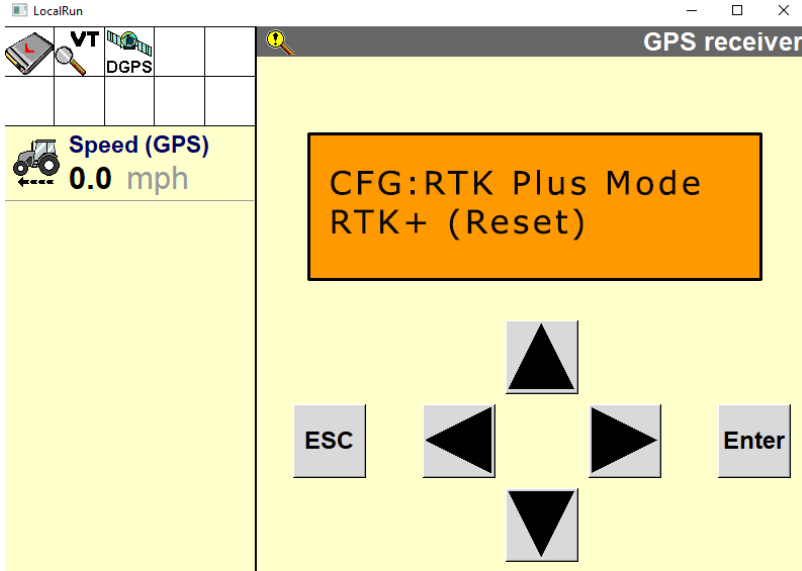 LocalRun
VT
L
DGPS
GPS receiver
Speed (GPS)
0.0 mph
CFG:RTK Plus Mode
RTK+ (Reset)
ESC
Enter